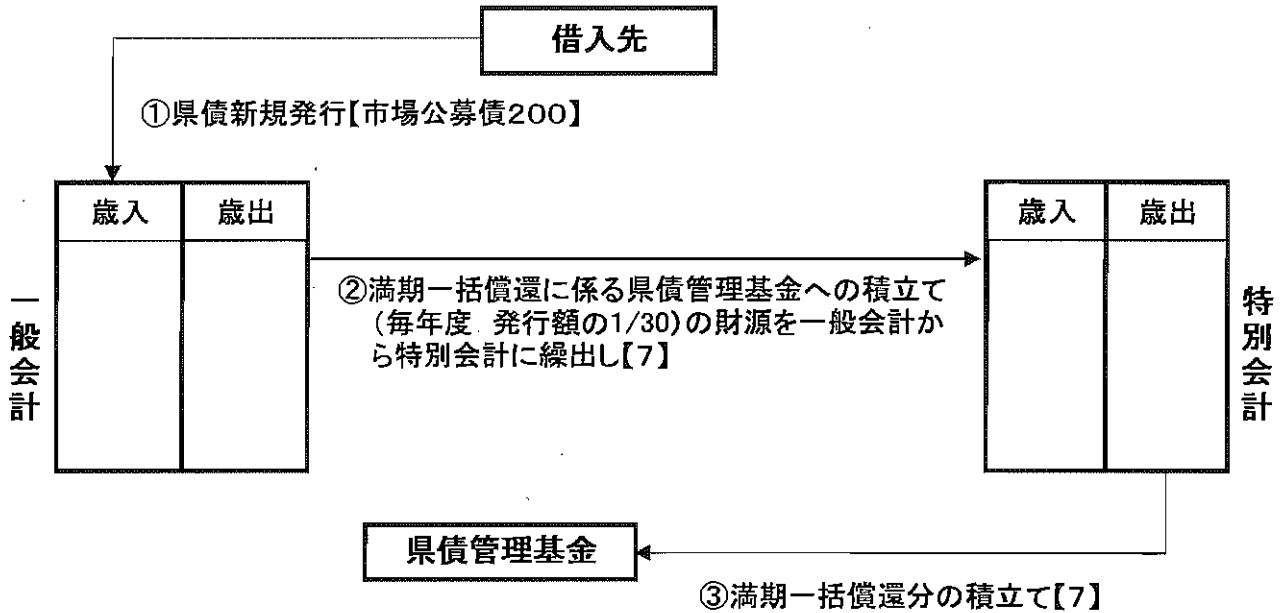 借入先
①県債新規発行【市場公募債200】
歳入 歳出
歳入 歳出
一般会計
②満期一括償還に係る県債管理基金への積立て
(毎年度 発行額の1/30)の財源を一般会計か
ら特別会計に繰出し【7】
特別会計
県債管理基金
③満期一括償還分の積立て【7】